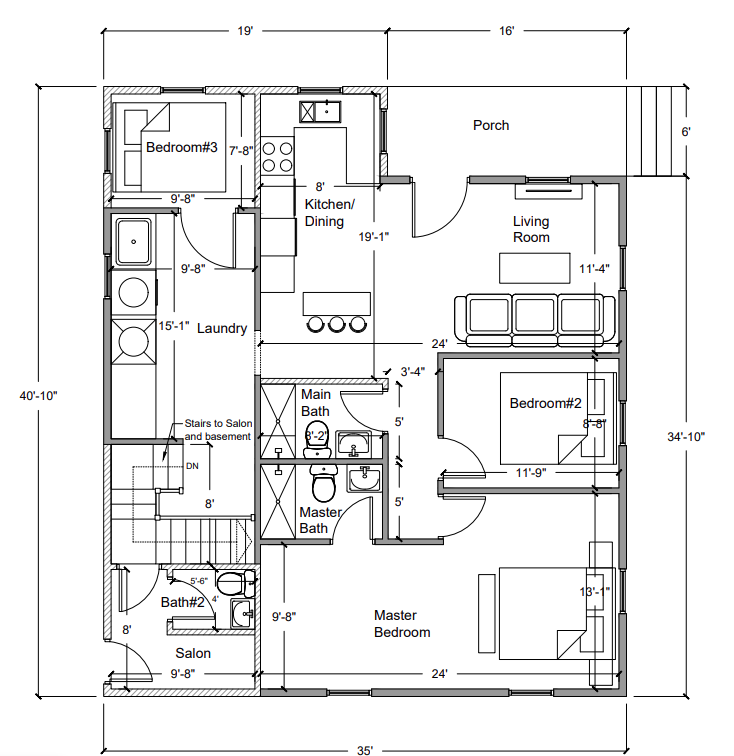 19'
16'
Porch
6'
Bedroom#3
7'-8"
9'-8"
8'
Kitchen/
Dining
19'-1"
Living
Room
11'-4"
9'-8"
15'-1"
Laundry
24'
3'-4"
40'-10"
Main
Bath
5'
8'-2"
Bedroom#2
8'-8"
34'-10"
Stairs to Salon
and basement
DN
11'-9"
8'
5'
Master
Bath
5'-6"
4'
Bath#2
8'
9'-8"
Master
Bedroom
13'-1"
Salon
9'-8"
24'
35'